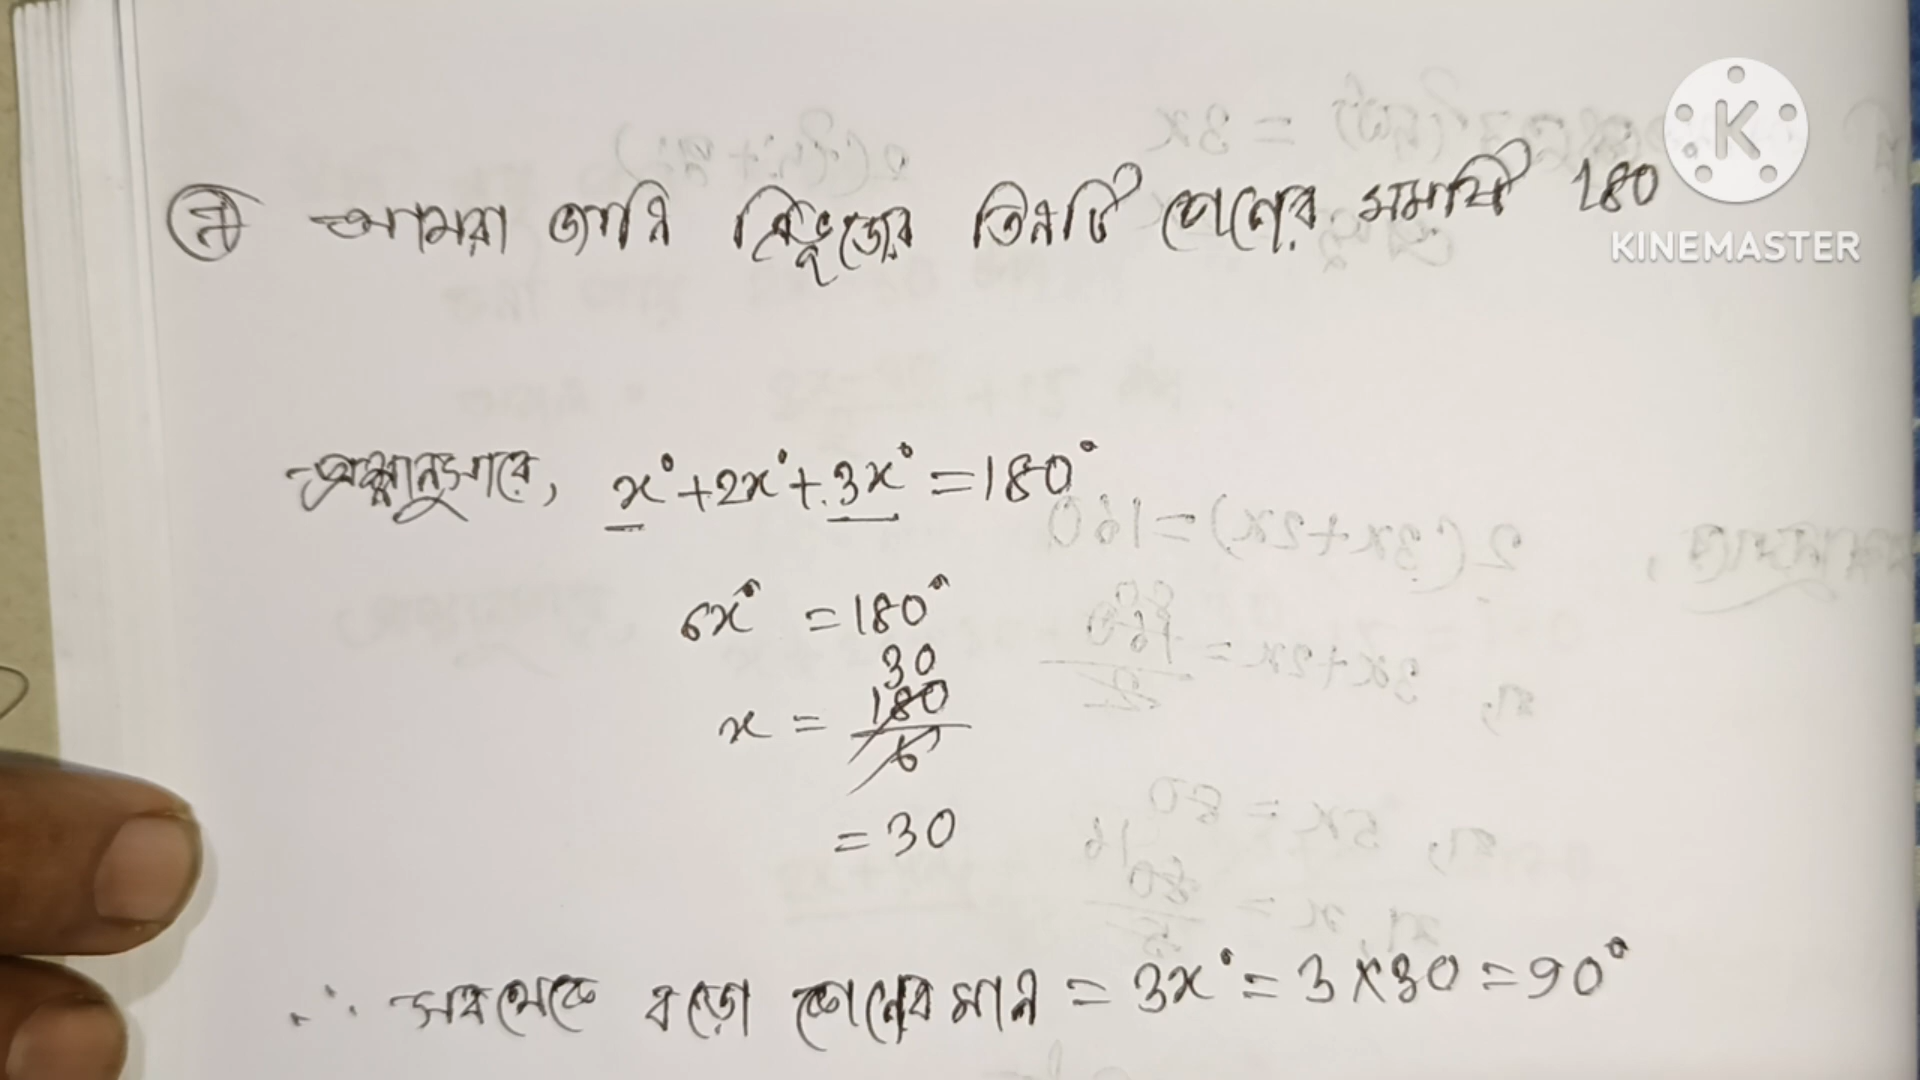 ন আমরা জানি ত্রিভূজের তিনটি কোণের সমষ্টি 180
KINEMASTER
প্রশ্নানুসারে, x° + 2x° + 3x° = 180°
6x° = 180°
30
x = 180/6
= 30
∴ সবথেকে বড়ো কোণের মান = 3x° = 3 × 30 = 90°